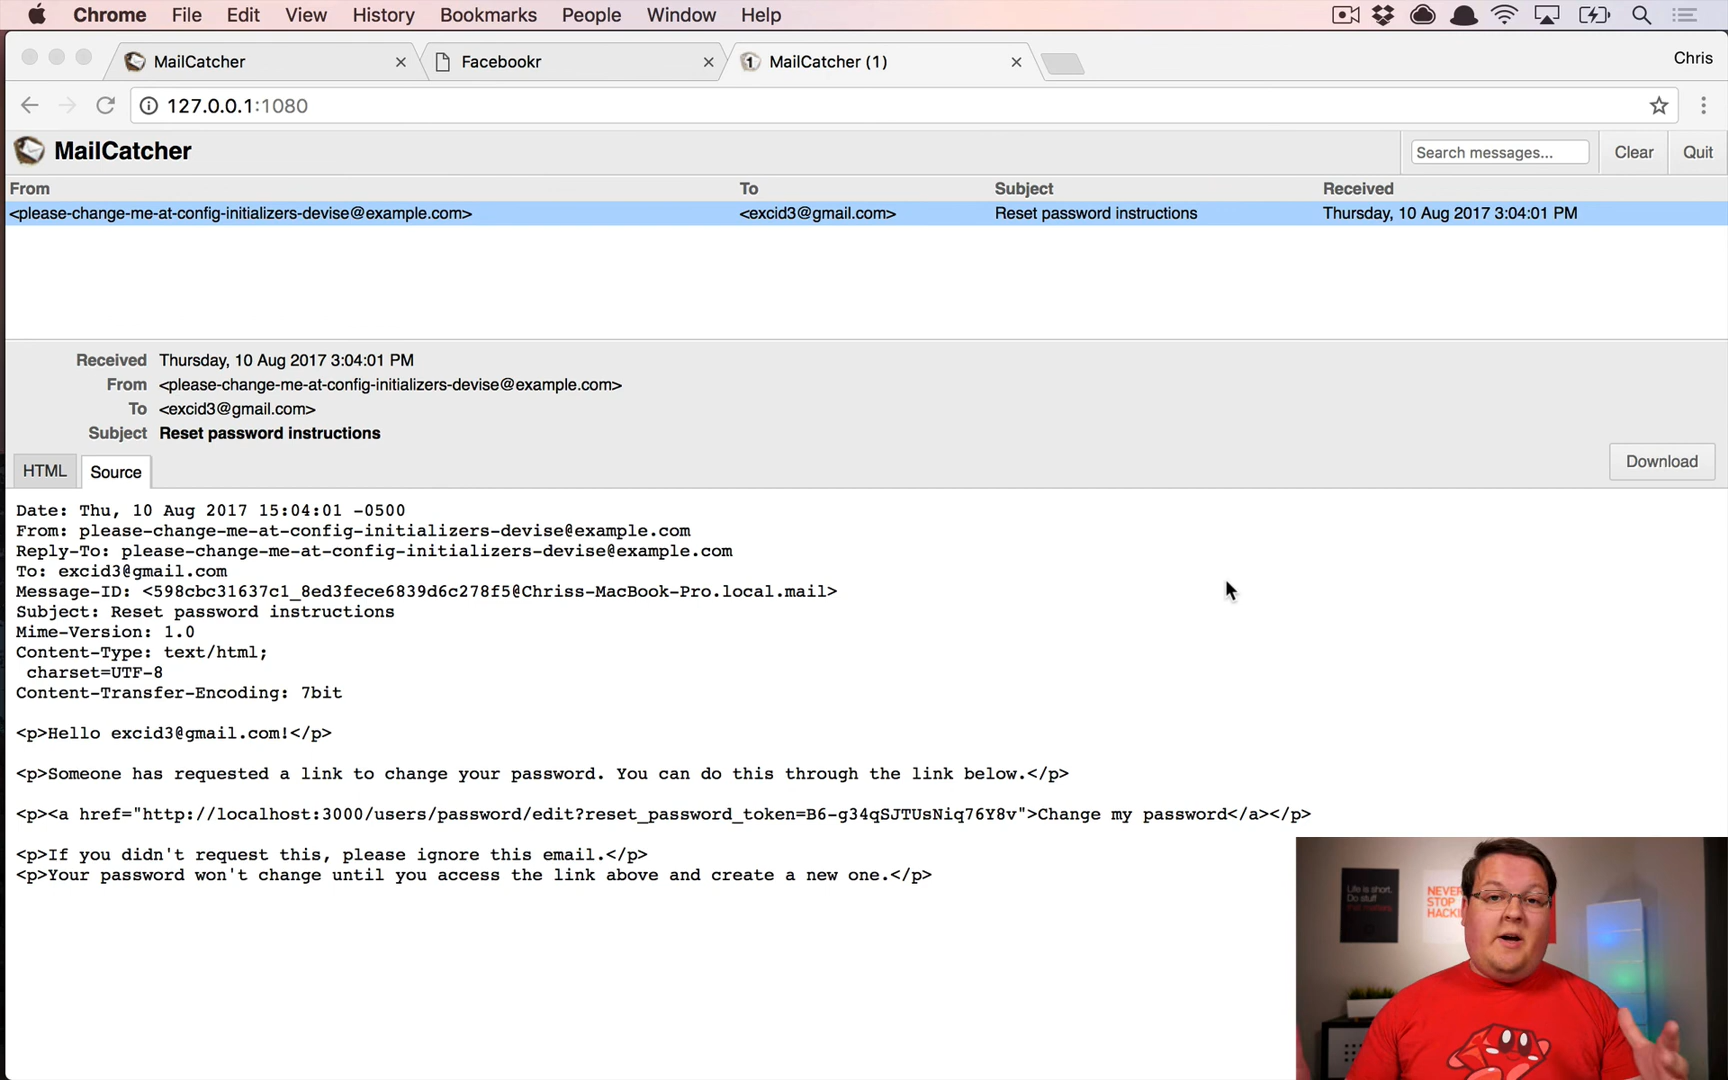 Chrome File Edit View History Bookmarks People Window Help
MailCatcher Facebookr MailCatcher (1) Chris
127.0.0.1:1080
MailCatcher Search messages... Clear Quit
From To Subject Received
<please-change-me-at-config-initializers-devise@example.com> <excid3@gmail.com> Reset password instructions Thursday, 10 Aug 2017 3:04:01 PM
Received Thursday, 10 Aug 2017 3:04:01 PM
From <please-change-me-at-config-initializers-devise@example.com>
To <excid3@gmail.com>
Subject Reset password instructions
HTML Source Download
Date: Thu, 10 Aug 2017 15:04:01 -0500
From: please-change-me-at-config-initializers-devise@example.com
Reply-To: please-change-me-at-config-initializers-devise@example.com
To: excid3@gmail.com
Message-ID: <598cbc31637c1_8ed3fece6839d6c278f5@Chriss-MacBook-Pro.local.mail>
Subject: Reset password instructions
Mime-Version: 1.0
Content-Type: text/html;
charset=UTF-8
Content-Transfer-Encoding: 7bit
<p>Hello excid3@gmail.com!</p>
<p>Someone has requested a link to change your password. You can do this through the link below.</p>
<p><a href="http://localhost:3000/users/password/edit?reset_password_token=B6-g34qSJTUsNiq76Y8v">Change my password</a></p>
<p>If you didn't request this, please ignore this email.</p>
<p>Your password won't change until you access the link above and create a new one.</p>
Life is short.
Do stuff
that matters.
NEVER
STOP
HACKI